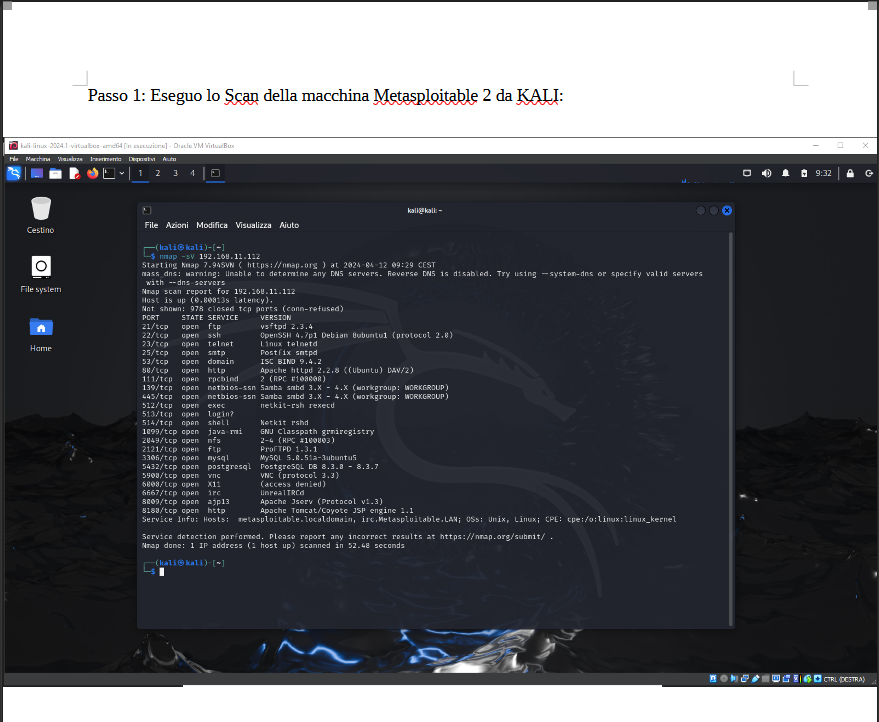 Passo 1: Eseguo lo Scan della macchina Metasploitable 2 da KALI:
kali-linux-2024.1-virtualbox-amd64 [In esecuzione] - Oracle VM VirtualBox
File Macchina Visualizza Inserimento Dispositivi Aiuto
1 2 3 4 9:32
Cestino
File system
Home
kali@kali: ~
File Azioni Modifica Visualizza Aiuto
┌──(kali㉿kali)-[~]
└─$ nmap -sV 192.168.11.112
Starting Nmap 7.94SVN ( https://nmap.org ) at 2024-04-12 09:29 CEST
mass_dns: warning: Unable to determine any DNS servers. Reverse DNS is disabled. Try using --system-dns or specify valid servers
with --dns-servers
Nmap scan report for 192.168.11.112
Host is up (0.00013s latency).
Not shown: 978 closed tcp ports (conn-refused)
PORT STATE SERVICE VERSION
21/tcp open ftp vsftpd 2.3.4
22/tcp open ssh OpenSSH 4.7p1 Debian 8ubuntu1 (protocol 2.0)
23/tcp open telnet Linux telnetd
25/tcp open smtp Postfix smtpd
53/tcp open domain ISC BIND 9.4.2
80/tcp open http Apache httpd 2.2.8 ((Ubuntu) DAV/2)
111/tcp open rpcbind 2 (RPC #100000)
139/tcp open netbios-ssn Samba smbd 3.X - 4.X (workgroup: WORKGROUP)
445/tcp open netbios-ssn Samba smbd 3.X - 4.X (workgroup: WORKGROUP)
512/tcp open exec netkit-rsh rexecd
513/tcp open login?
514/tcp open shell Netkit rshd
1099/tcp open java-rmi GNU Classpath grmiregistry
2049/tcp open nfs 2-4 (RPC #100003)
2121/tcp open ftp ProFTPD 1.3.1
3306/tcp open mysql MySQL 5.0.51a-3ubuntu5
5432/tcp open postgresql PostgreSQL DB 8.3.0 - 8.3.7
5900/tcp open vnc VNC (protocol 3.3)
6000/tcp open X11 (access denied)
6667/tcp open irc UnrealIRCd
8009/tcp open ajp13 Apache Jserv (Protocol v1.3)
8180/tcp open http Apache Tomcat/Coyote JSP engine 1.1
Service Info: Hosts: metasploitable.localdomain, irc.Metasploitable.LAN; OSs: Unix, Linux; CPE: cpe:/o:linux:linux_kernel
Service detection performed. Please report any incorrect results at https://nmap.org/submit/ .
Nmap done: 1 IP address (1 host up) scanned in 52.48 seconds
┌──(kali㉿kali)-[~]
└─$
CTRL (DESTRA)